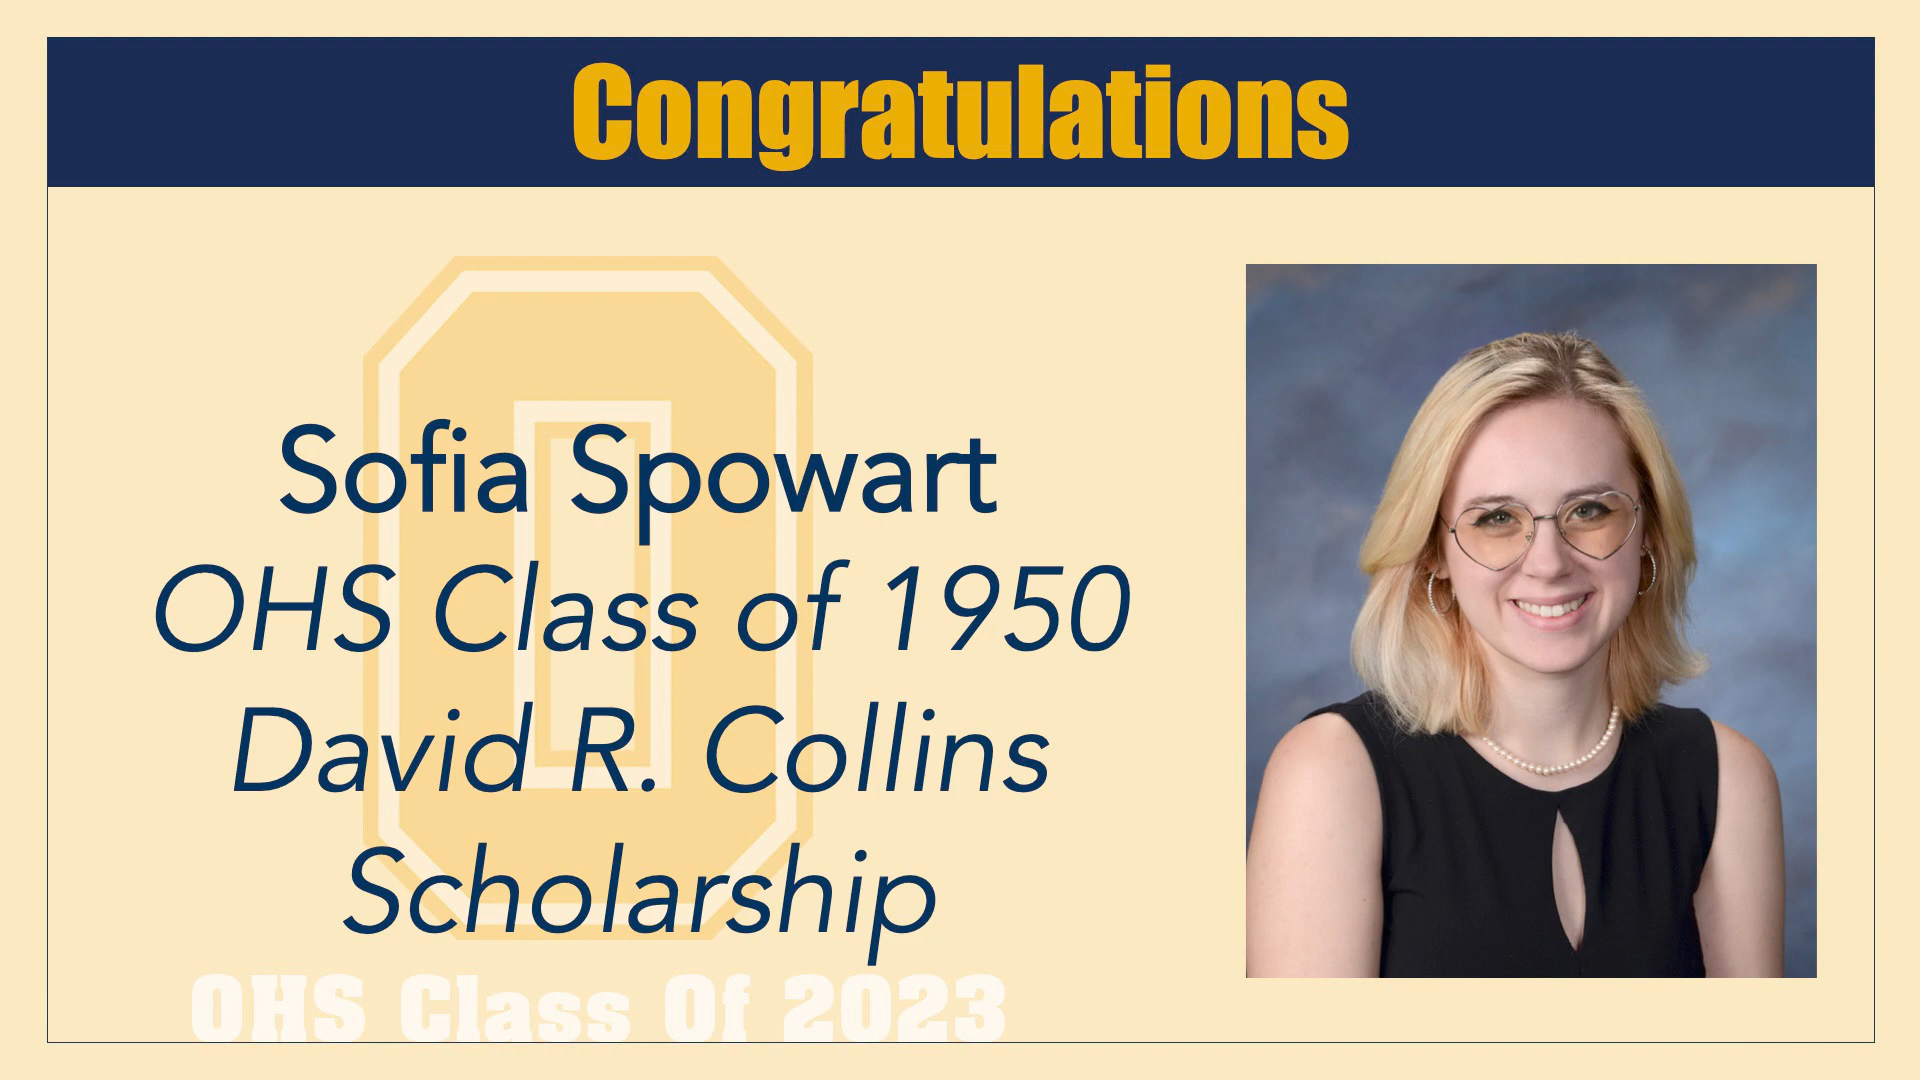 Congratulations
Sofia Spowart
OHS Class of 1950
David R. Collins
Scholarship
OHS Class Of 2023